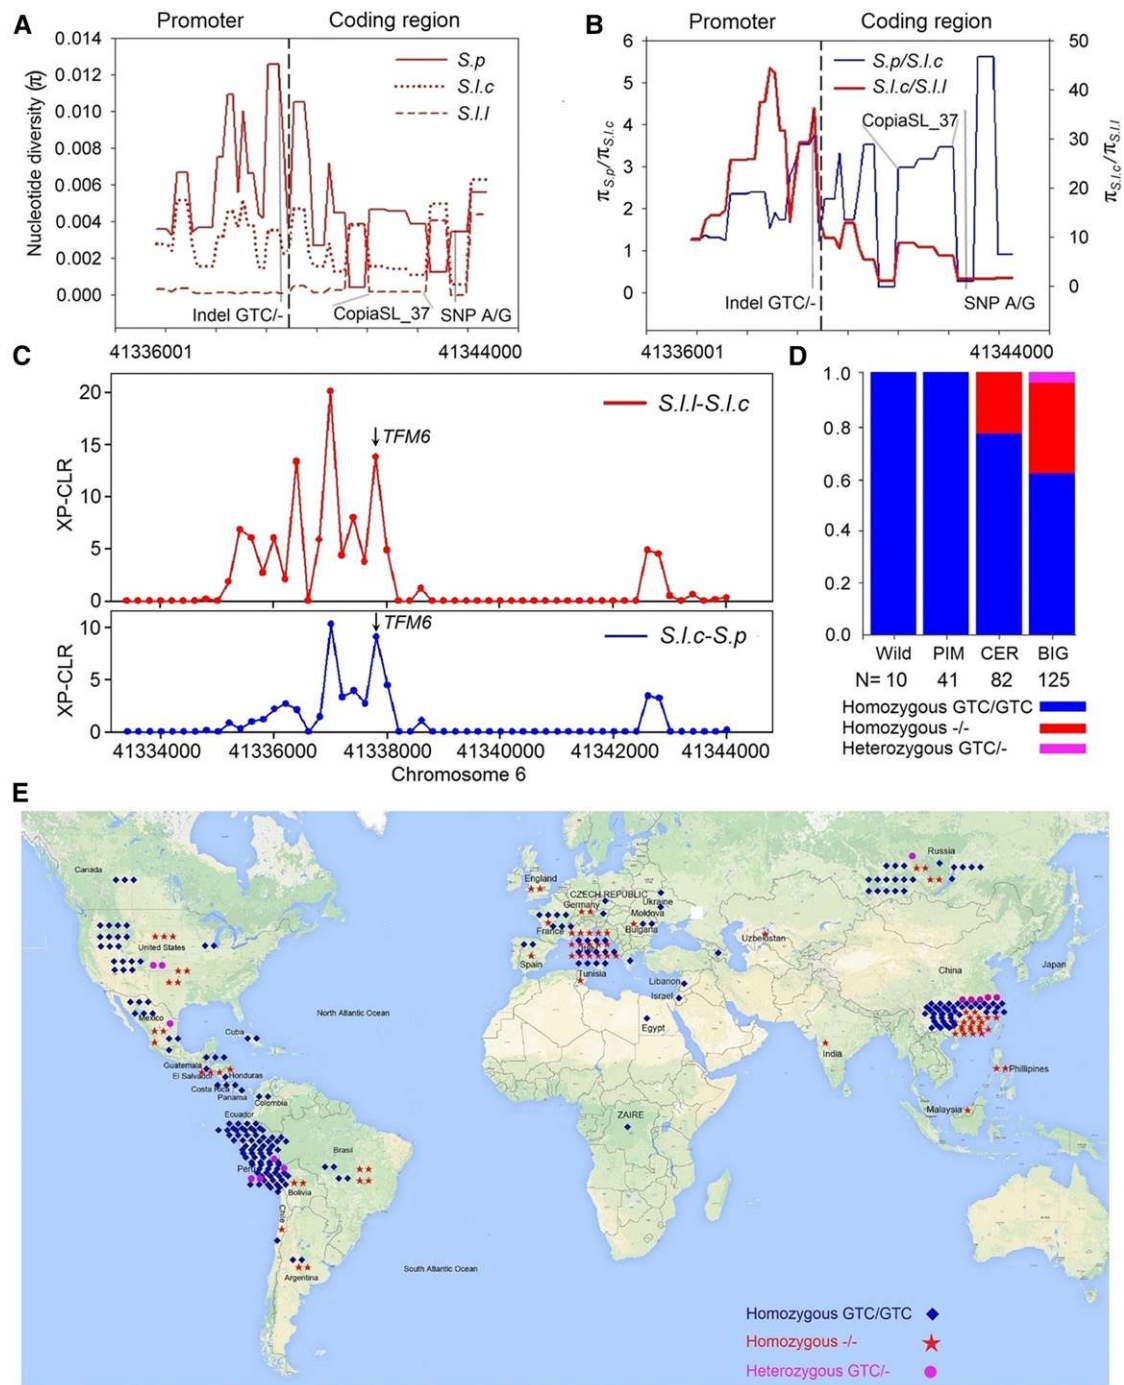 A
Promoter
Coding region
0.014
0.012
0.010
0.008
0.006
0.004
0.002
0.000
Nucleotide diversity (π)
S.p
S.l.c
S.l.l
Indel GTC/-
CopiaSL_37
SNP A/G
41336001
41344000
B
Promoter
Coding region
6
5
4
3
2
1
0
πS.p/πS.l.c
50
40
30
20
10
0
πS.l.c/πS.l.l
S.p/S.l.c
S.l.c/S.l.l
CopiaSL_37
Indel GTC/-
SNP A/G
41336001
41344000
C
20
15
10
5
0
XP-CLR
TFM6
S.l.l-S.l.c
10
5
0
XP-CLR
TFM6
S.l.c-S.p
41334000
41336000
41338000
41340000
41342000
41344000
Chromosome 6
D
1.0
0.8
0.6
0.4
0.2
0.0
Wild PIM CER BIG
N= 10 41 82 125
Homozygous GTC/GTC
Homozygous -/-
Heterozygous GTC/-
E
Canada
United States
Mexico
Cuba
Guatemala
El Salvador
Honduras
Costa Rica
Panama
Colombia
Ecuador
Peru
Brasil
Bolivia
Chile
Argentina
North Atlantic Ocean
South Atlantic Ocean
England
CZECH REPUBLIC
Germany
Ukraine
Moldova
France
Bulgaria
Spain
Tunisia
Lebanon
Israel
Egypt
ZAIRE
Russia
Uzbekistan
China
Japan
India
Phillipines
Malaysia
Homozygous GTC/GTC
Homozygous -/-
Heterozygous GTC/-